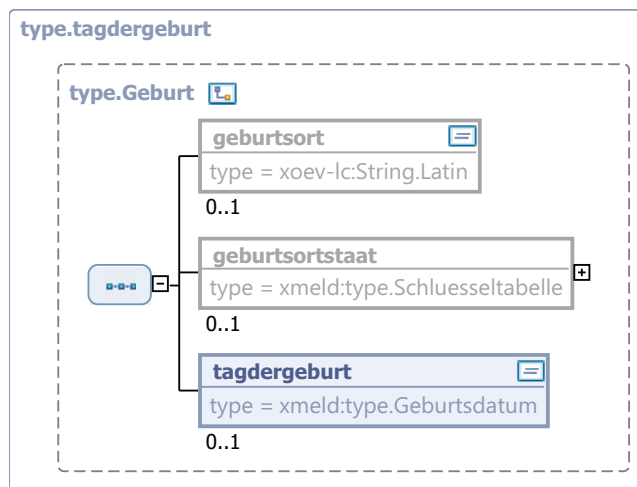 type.tagdergeburt
type.Geburt
geburtsort
type = xoev-lc:String.Latin
0..1
geburtsortstaat
type = xmeld:type.Schluesseltabelle
0..1
tagdergeburt
type = xmeld:type.Geburtsdatum
0..1